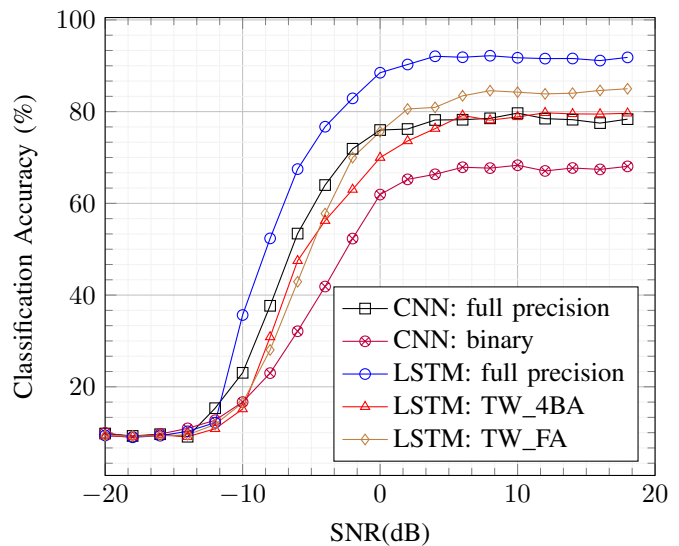 100
80
60
40
20
Classification Accuracy (%)
CNN: full precision
CNN: binary
LSTM: full precision
LSTM: TW_4BA
LSTM: TW_FA
−20
−10
0
10
20
SNR(dB)